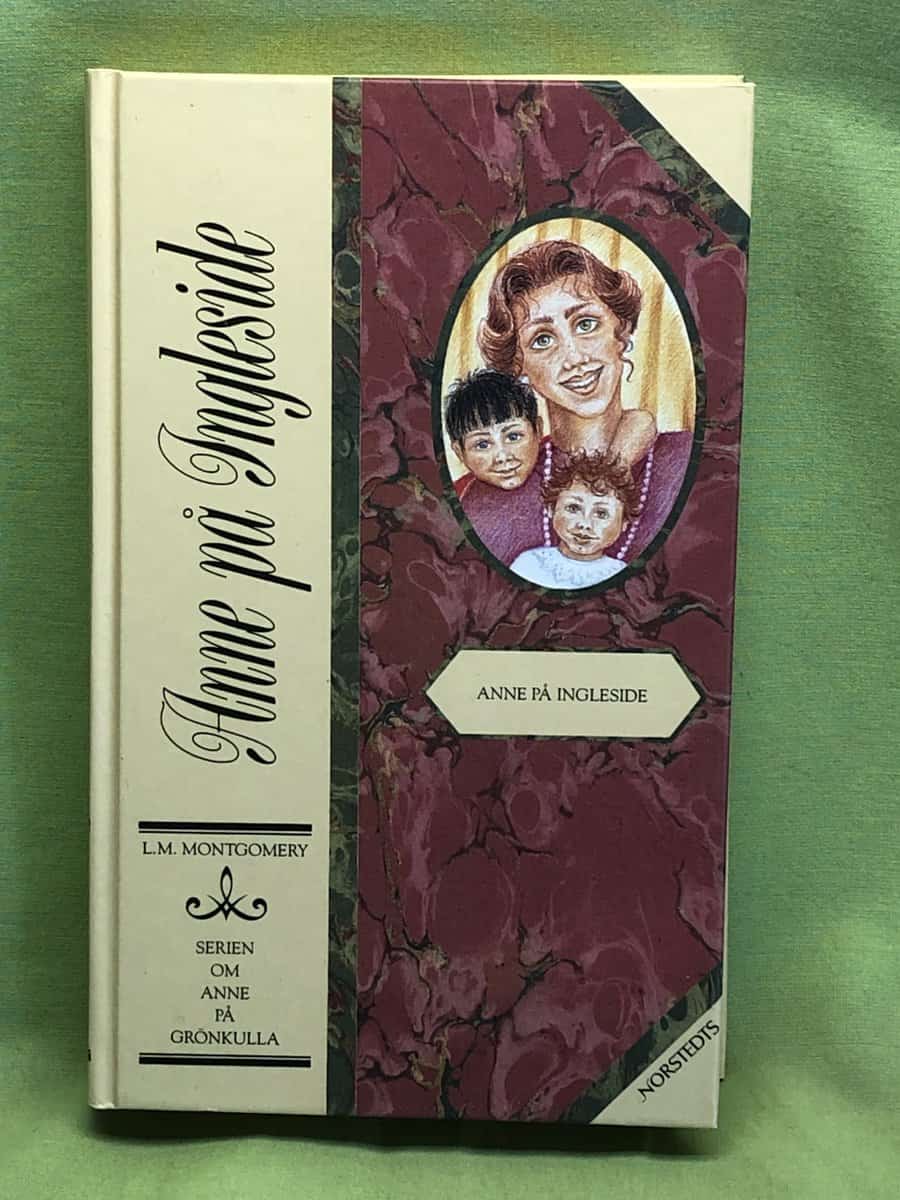 Anne på Ingleside
L.M. MONTGOMERY
SERIEN
OM
ANNE
PÅ
GRÖNKULLA
ANNE PÅ INGLESIDE
NORSTEDTS